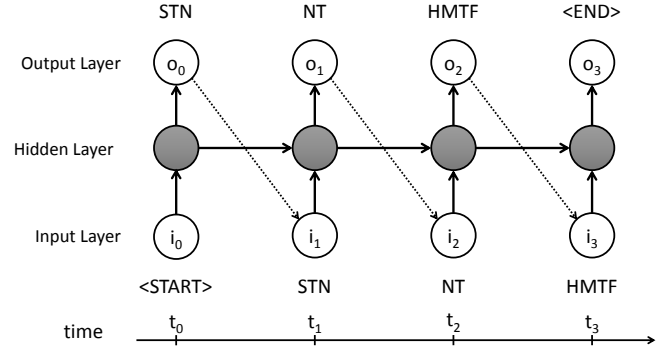 STN NT HMTF <END>
Output Layer o0 o1 o2 o3
Hidden Layer
Input Layer i0 i1 i2 i3
<START> STN NT HMTF
time t0 t1 t2 t3